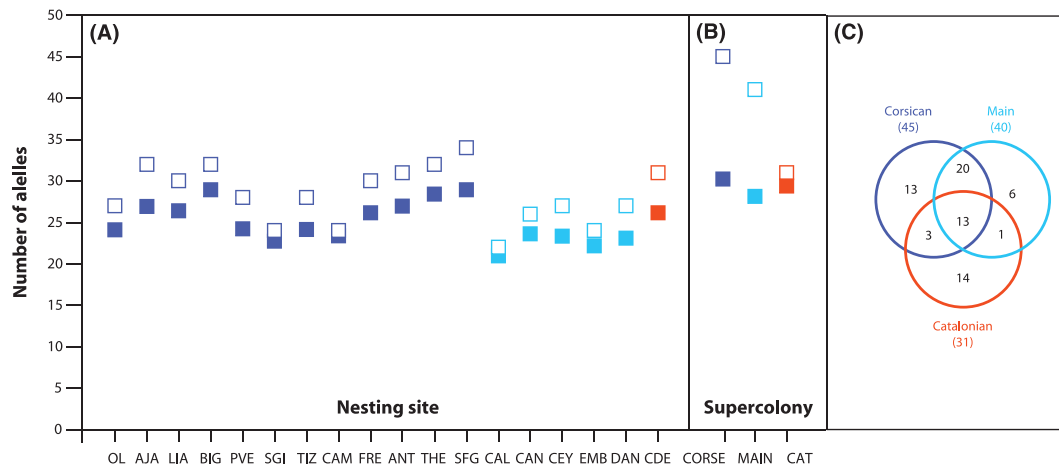 (A)
(B)
(C)
Number of alelles
50
45
40
35
30
25
20
15
10
5
0
Nesting site
Supercolony
OL AJA LIA BIG PVE SGI TIZ CAM FRE ANT THE SFG CAL CAN CEY EMB DAN CDE CORSE MAIN CAT
Corsican
(45)
Main
(40)
20
13
6
13
3
1
14
Catalonian
(31)